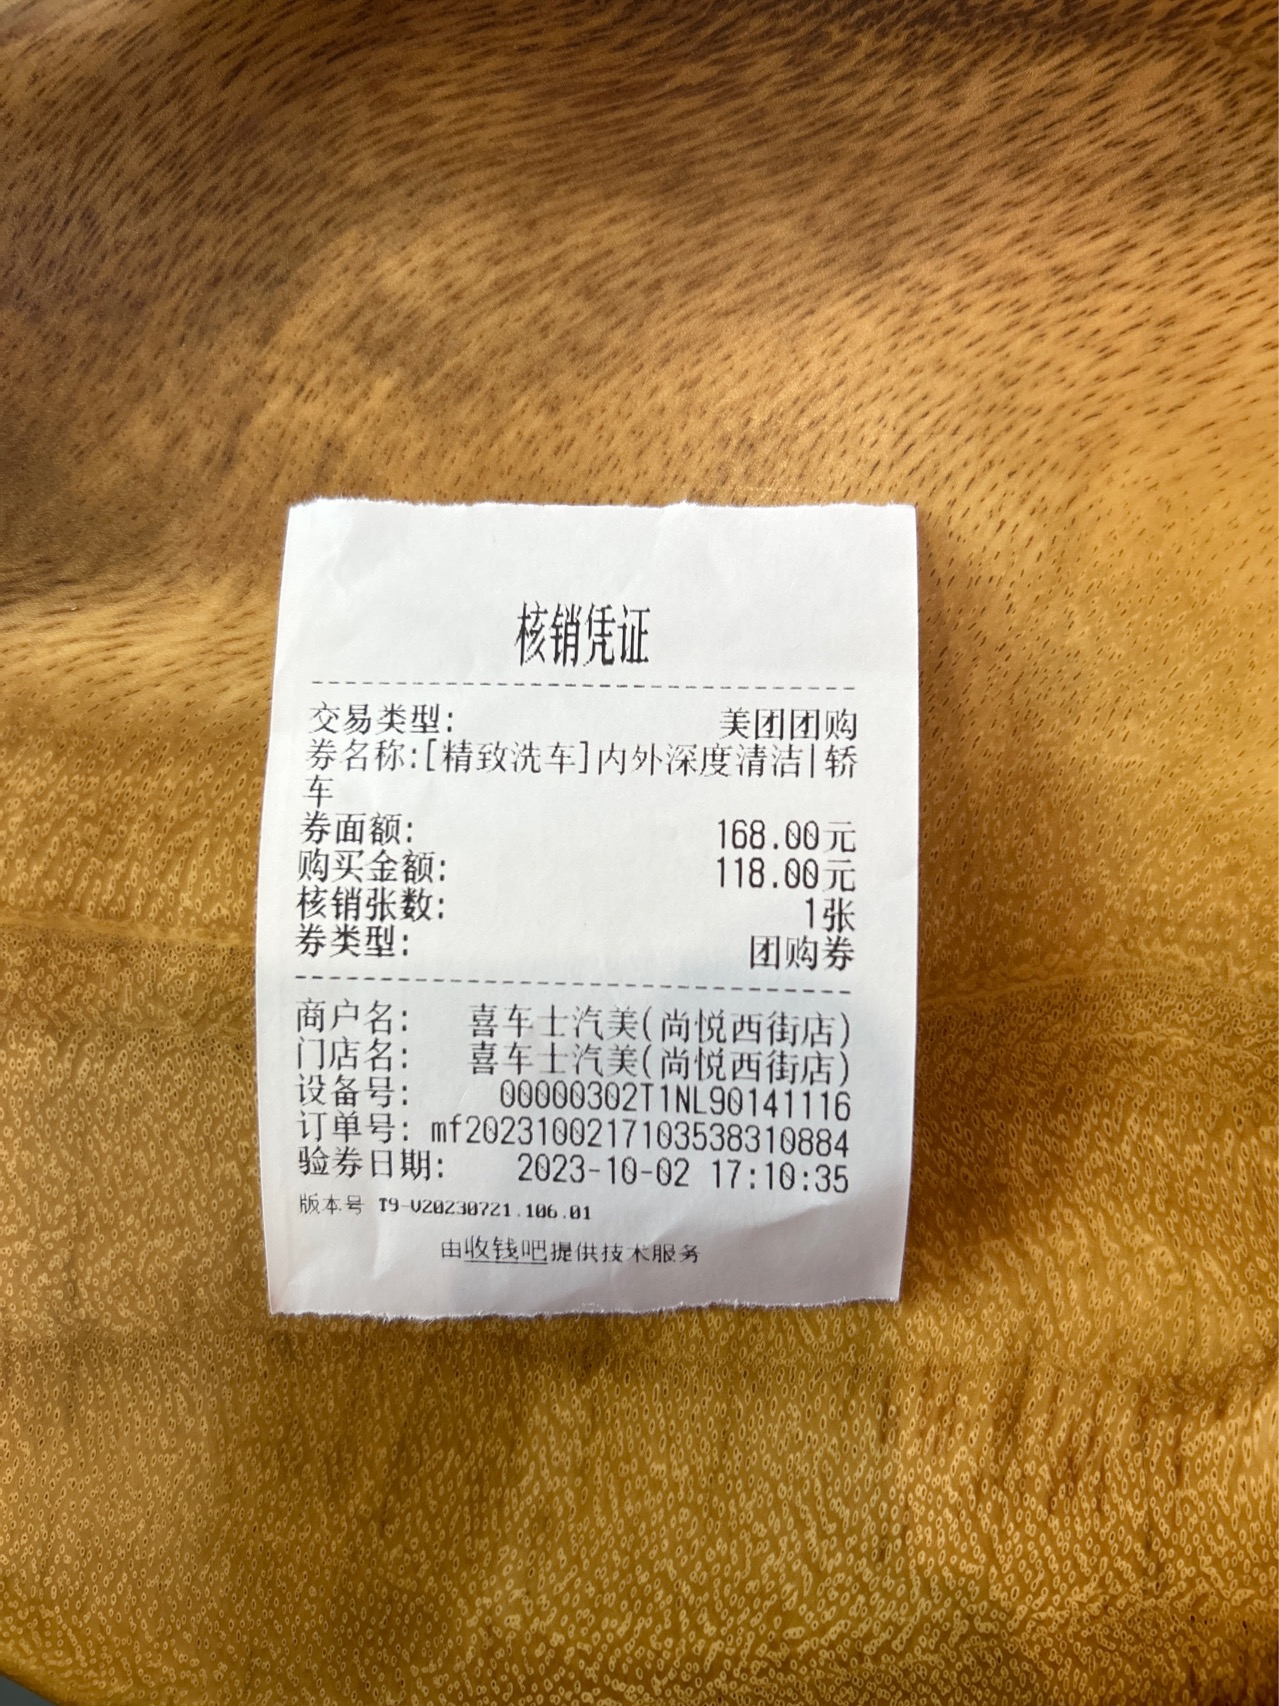 核销凭证
交易类型: 美团团购
券名称:[精致洗车]内外深度清洁|轿
车
券面额: 168.00元
购买金额: 118.00元
核销张数: 1张
券类型: 团购券
商户名: 喜车士汽美(尚悦西街店)
门店名: 喜车士汽美(尚悦西街店)
设备号: 00000302T1NL90141116
订单号: mf20231002171035383108​84
验券日期: 2023-10-02 17:10:35
版本号 T9-V20230721.106.01
由收钱吧提供技术服务